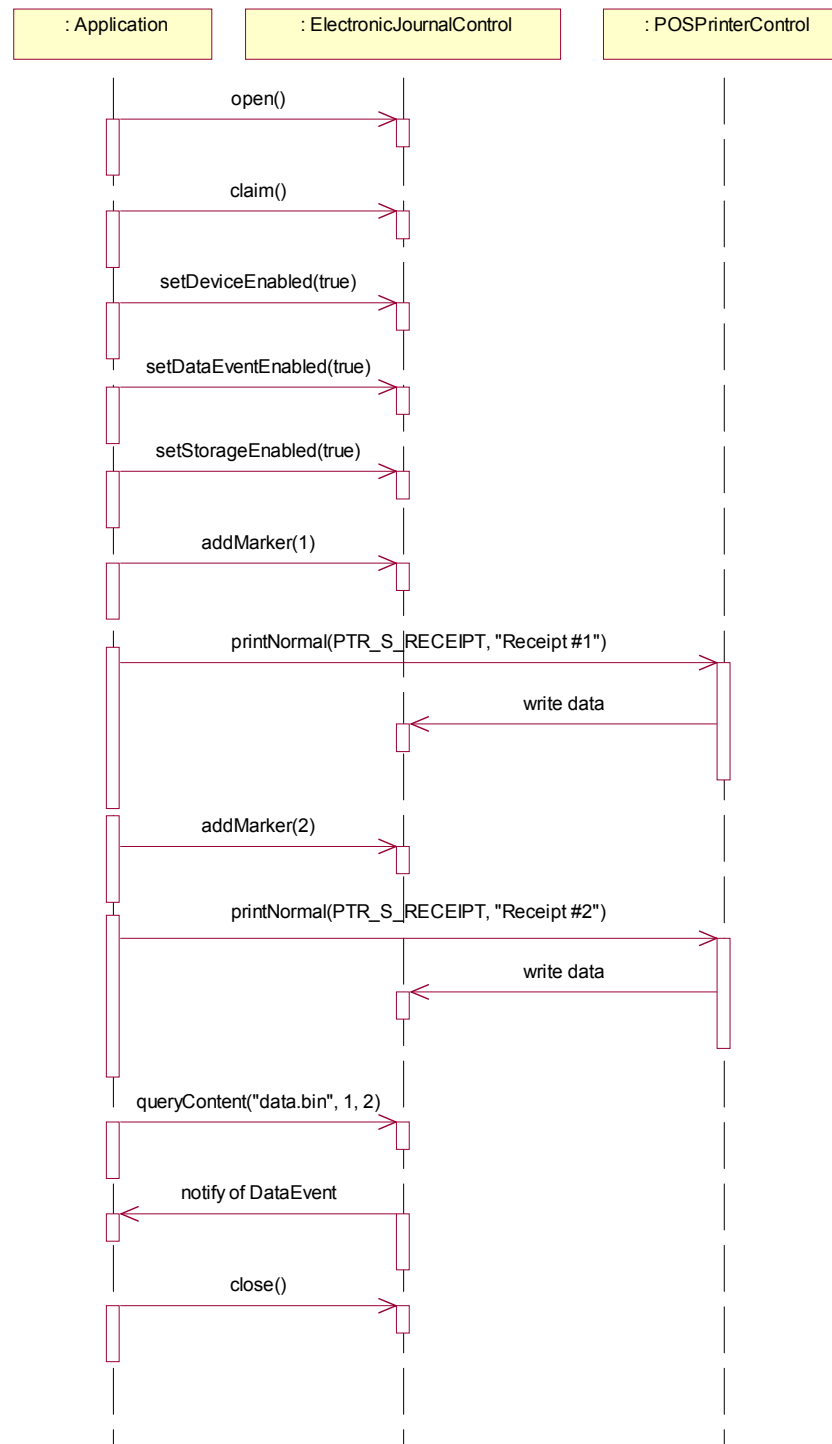 : Application
: ElectronicJournalControl
: POSPrinterControl
open()
claim()
setDeviceEnabled(true)
setDataEventEnabled(true)
setStorageEnabled(true)
addMarker(1)
printNormal(PTR_S_RECEIPT, "Receipt #1")
write data
addMarker(2)
printNormal(PTR_S_RECEIPT, "Receipt #2")
write data
queryContent("data.bin", 1, 2)
notify of DataEvent
close()